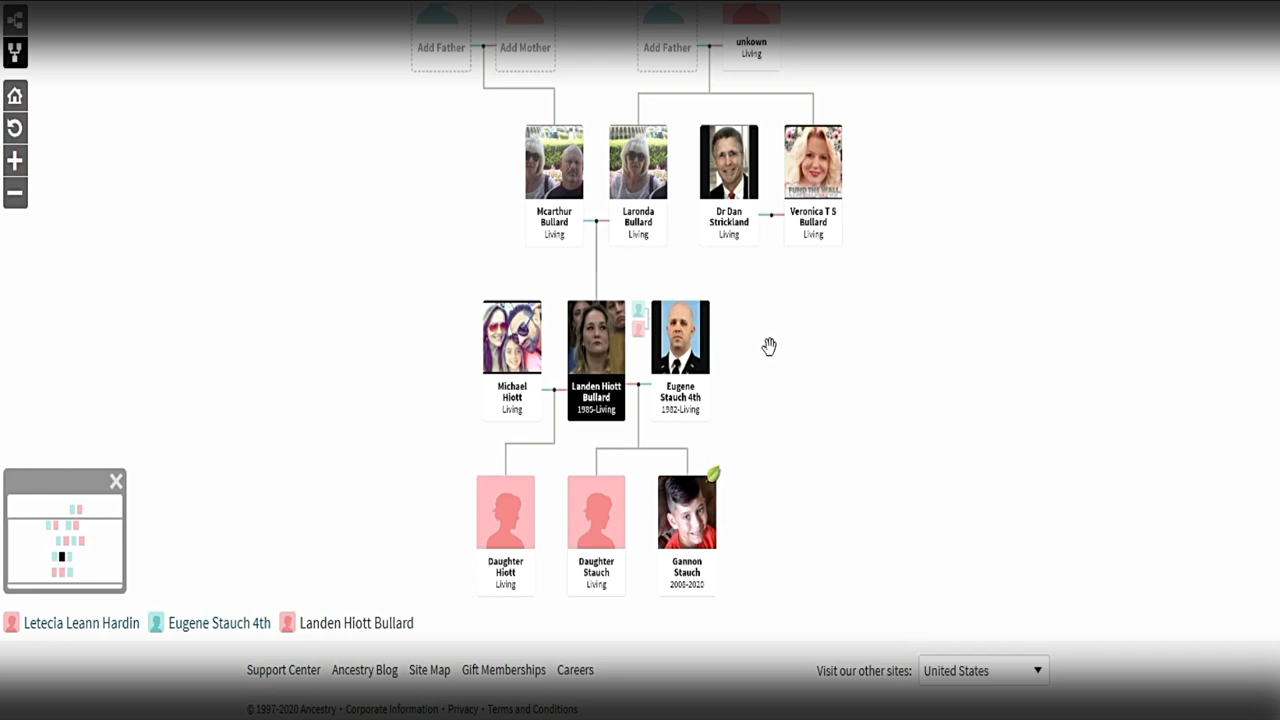 Add Father
Add Mother
Add Father
unkown
Living
Mcarthur
Bullard
Living
Laronda
Bullard
Living
Dr Dan
Strickland
Living
FUND THE WALL
Veronica T S
Bullard
Living
Michael
Hiott
Living
Landen Hiott
Bullard
1985-Living
Eugene
Stauch 4th
1982-Living
Daughter
Hiott
Living
Daughter
Stauch
Living
Gannon
Stauch
2008-2020
Letecia Leann Hardin Eugene Stauch 4th Landen Hiott Bullard
Support Center Ancestry Blog Site Map Gift Memberships Careers
Visit our other sites: United States
© 1997-2020 Ancestry • Corporate Information • Privacy • Terms and Conditions